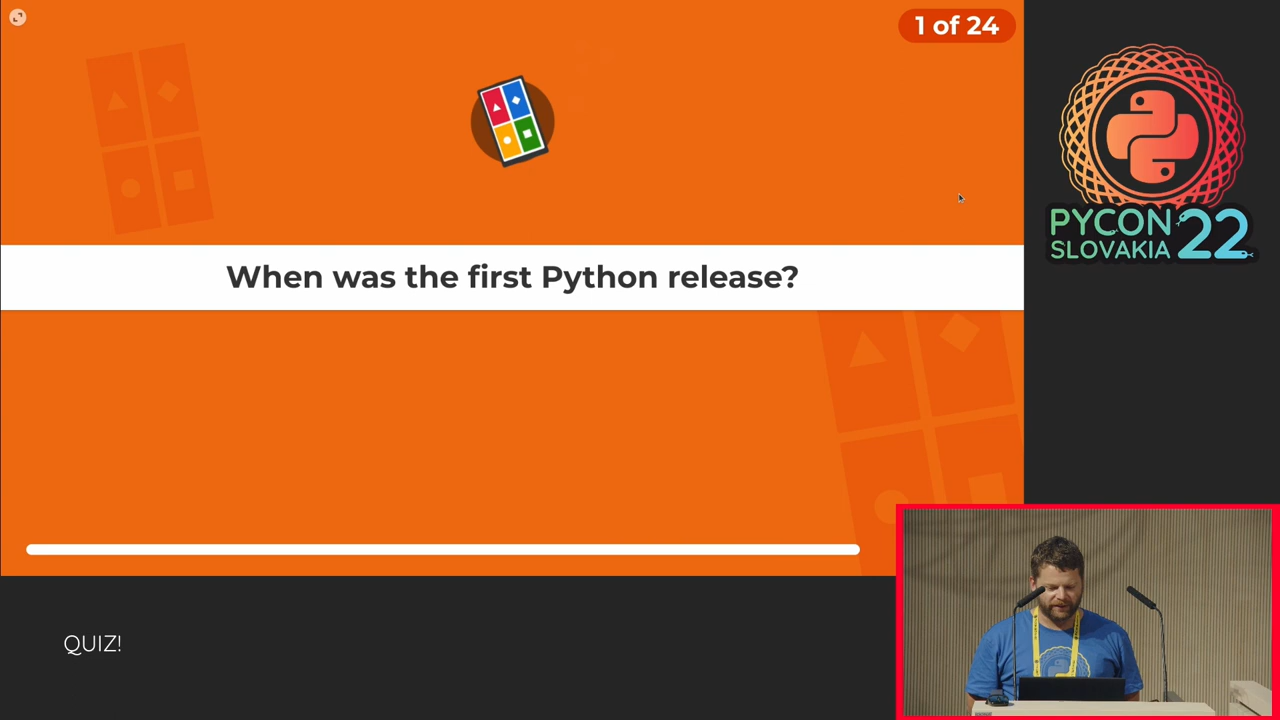 1 of 24
When was the first Python release?
PYCON
SLOVAKIA
22
QUIZ!